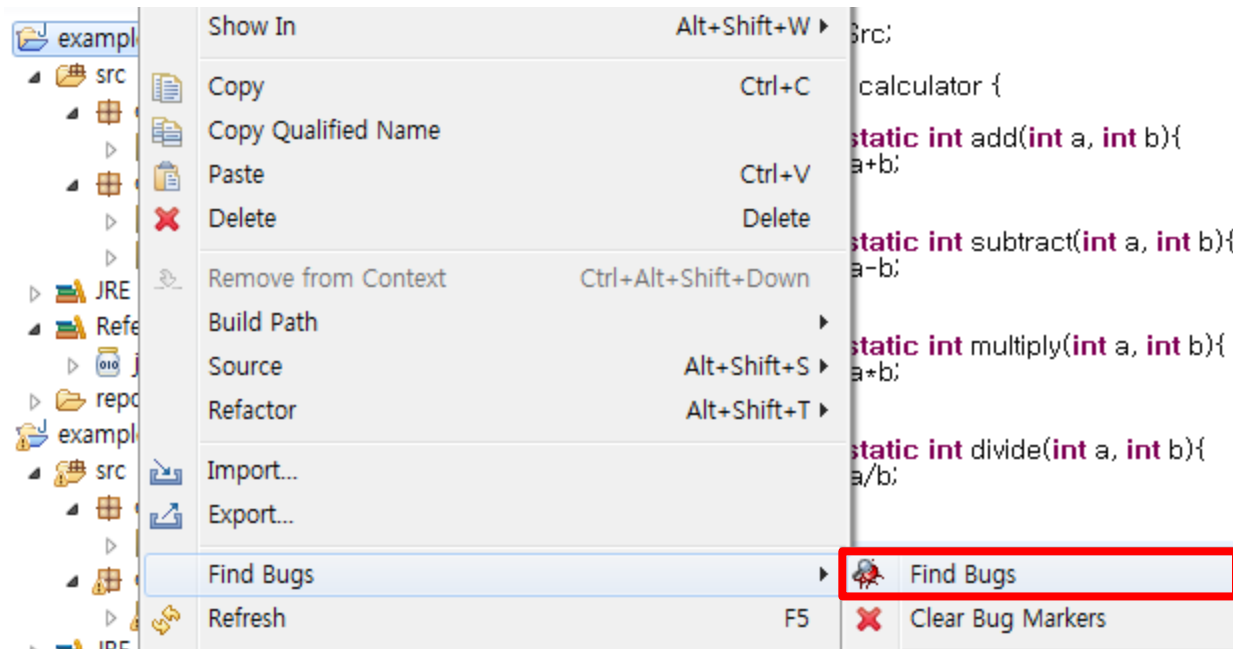 exampl
src
JRE
Refe
repo
exampl
src
JRE
Show In Alt+Shift+W
Copy Ctrl+C
Copy Qualified Name
Paste Ctrl+V
Delete Delete
Remove from Context Ctrl+Alt+Shift+Down
Build Path
Source Alt+Shift+S
Refactor Alt+Shift+T
Import...
Export...
Find Bugs
Refresh F5
Find Bugs
Clear Bug Markers
Src;
calculator {
static int add(int a, int b){
a+b;
static int subtract(int a, int b){
a-b;
static int multiply(int a, int b){
a*b;
static int divide(int a, int b){
a/b;